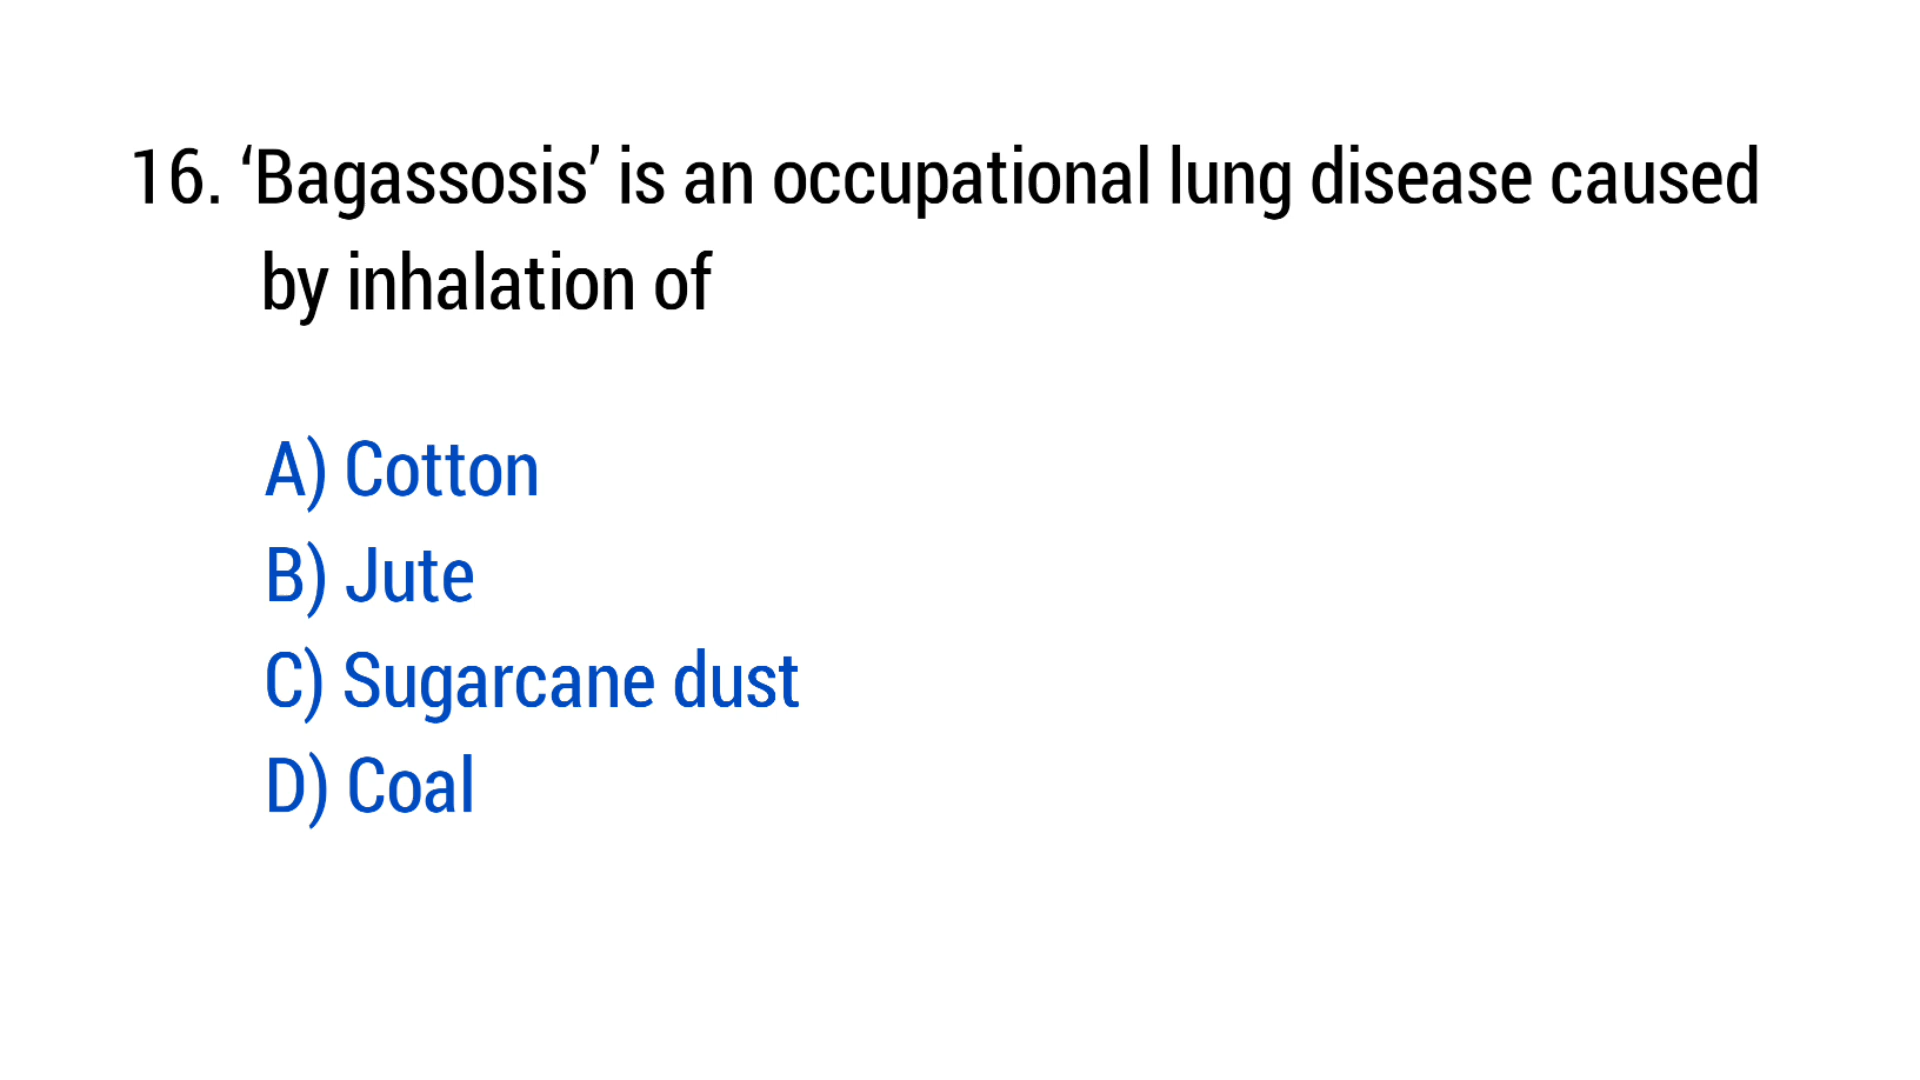 16. ‘Bagassosis’ is an occupational lung disease caused
by inhalation of
A) Cotton
B) Jute
C) Sugarcane dust
D) Coal